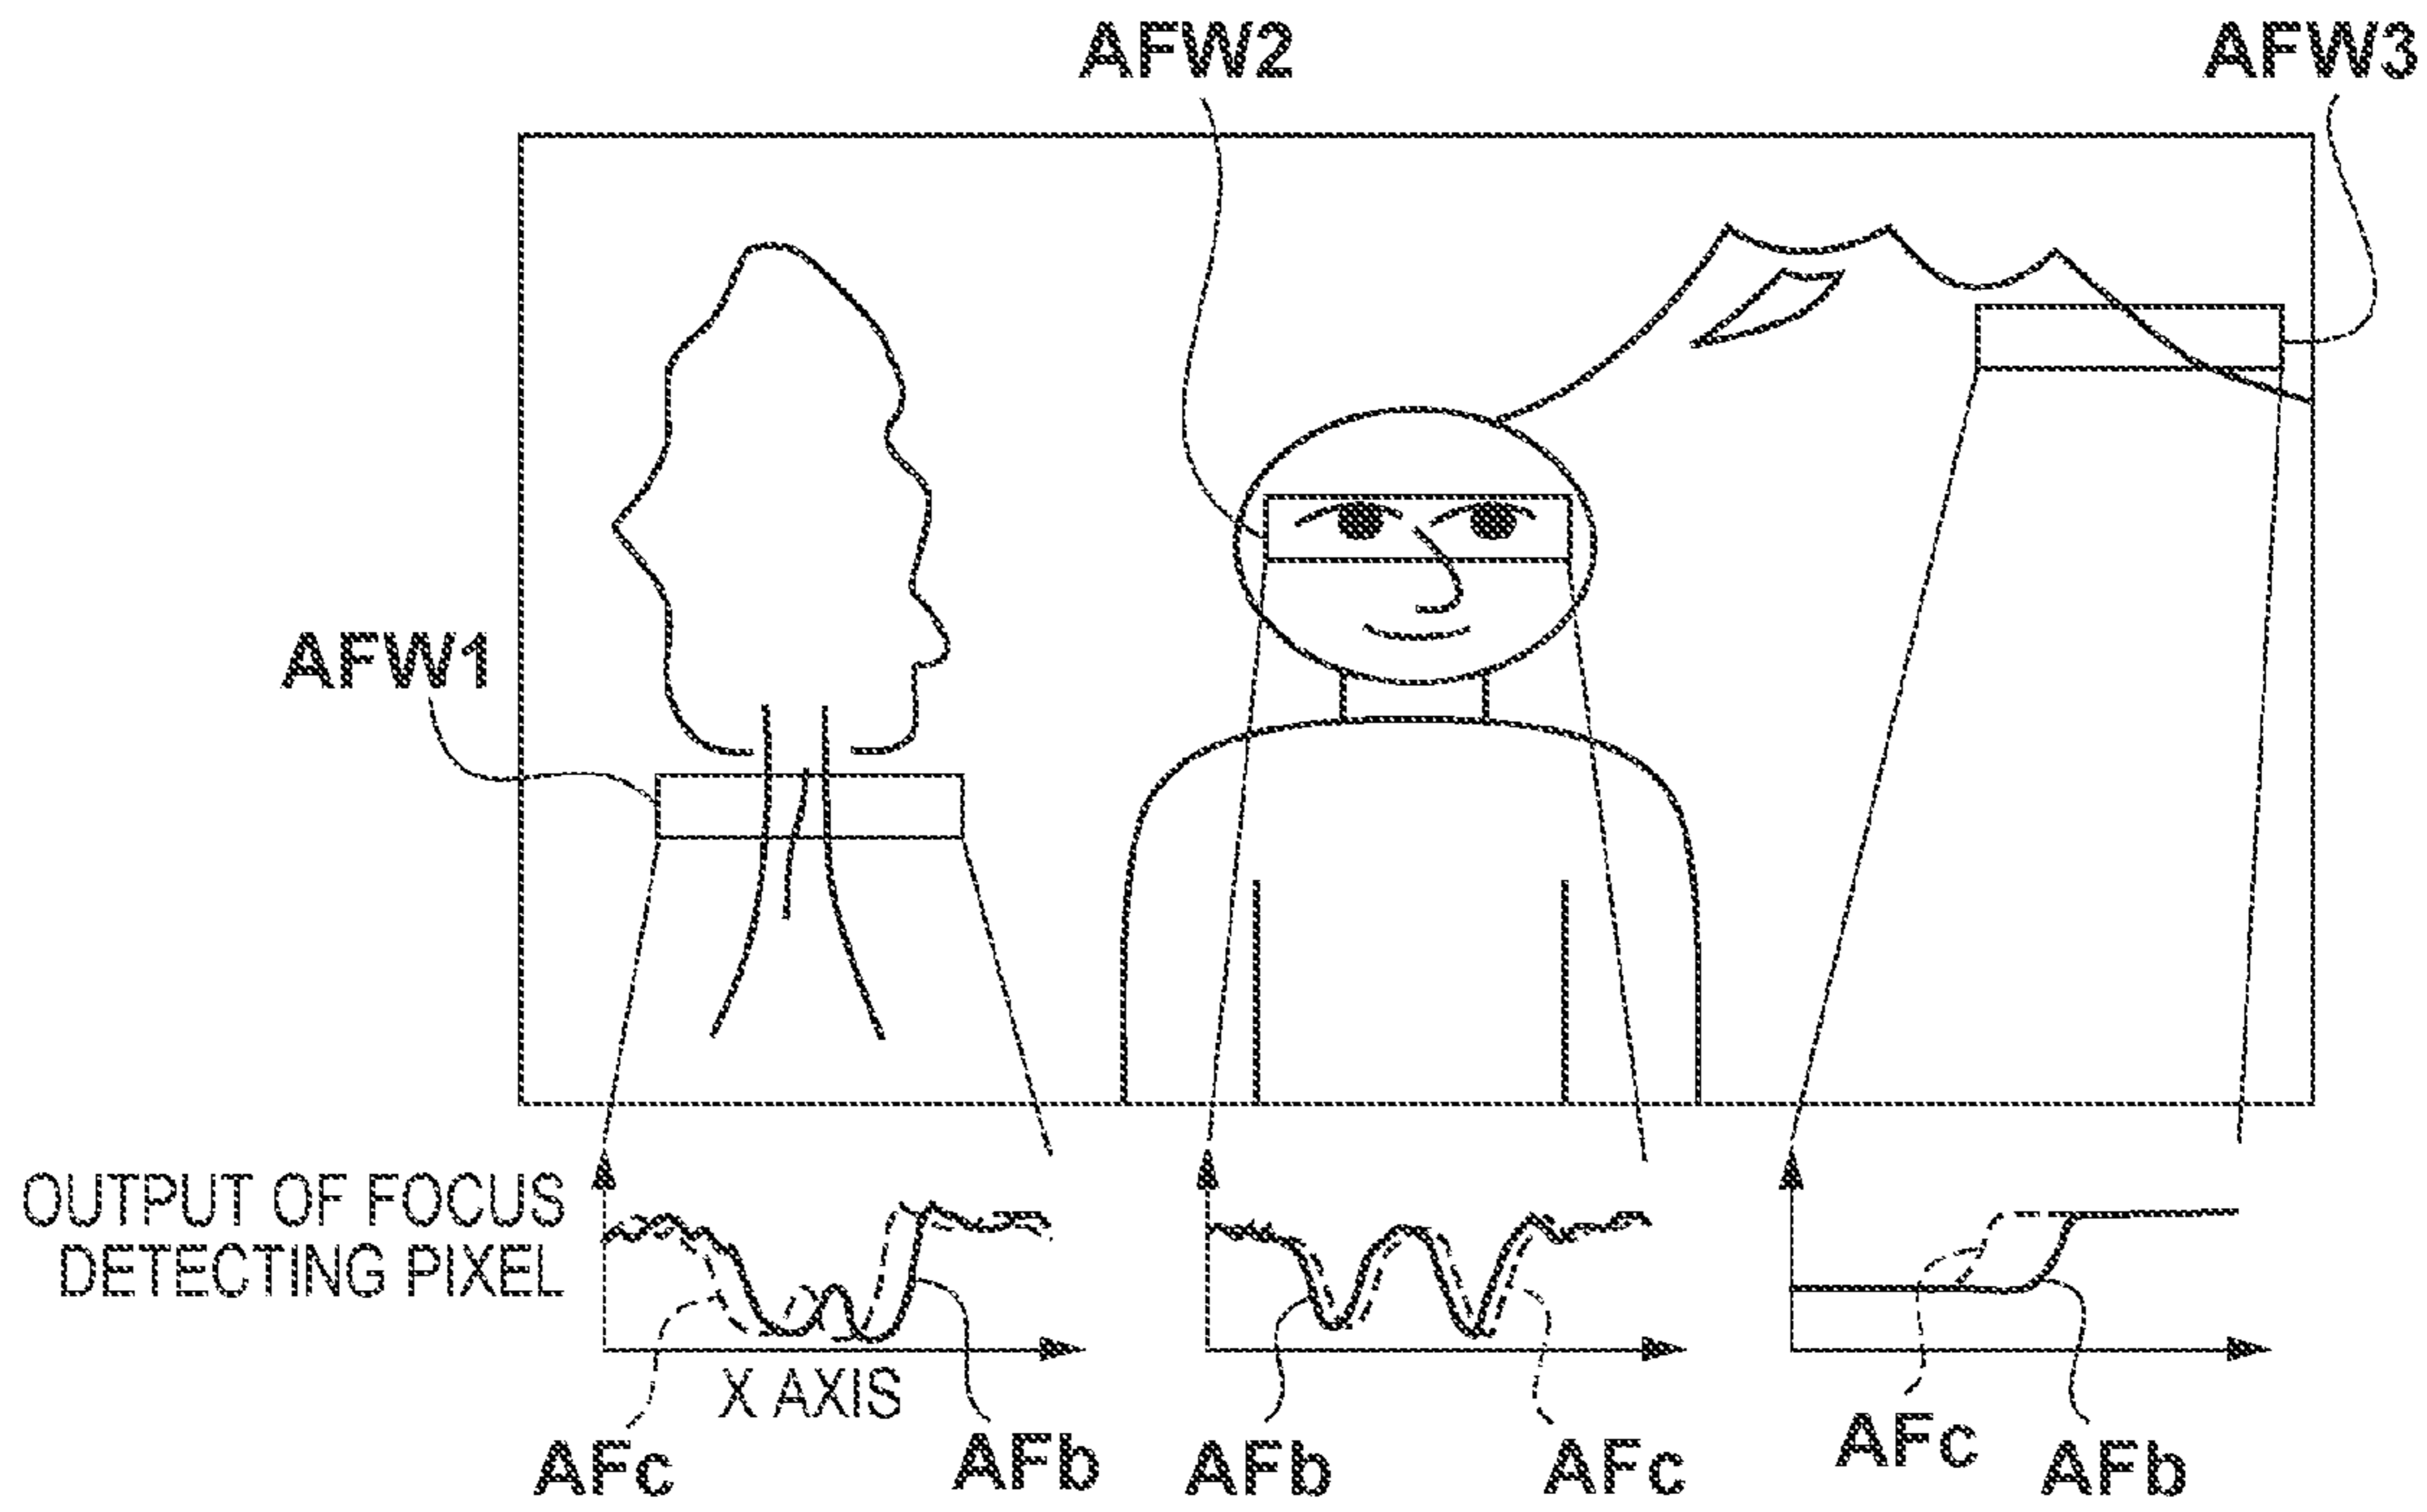 AFW2
AFW3
AFW1
OUTPUT OF FOCUS
DETECTING PIXEL
X AXIS
AFc
AFb
AFb
AFc
AFc
AFb